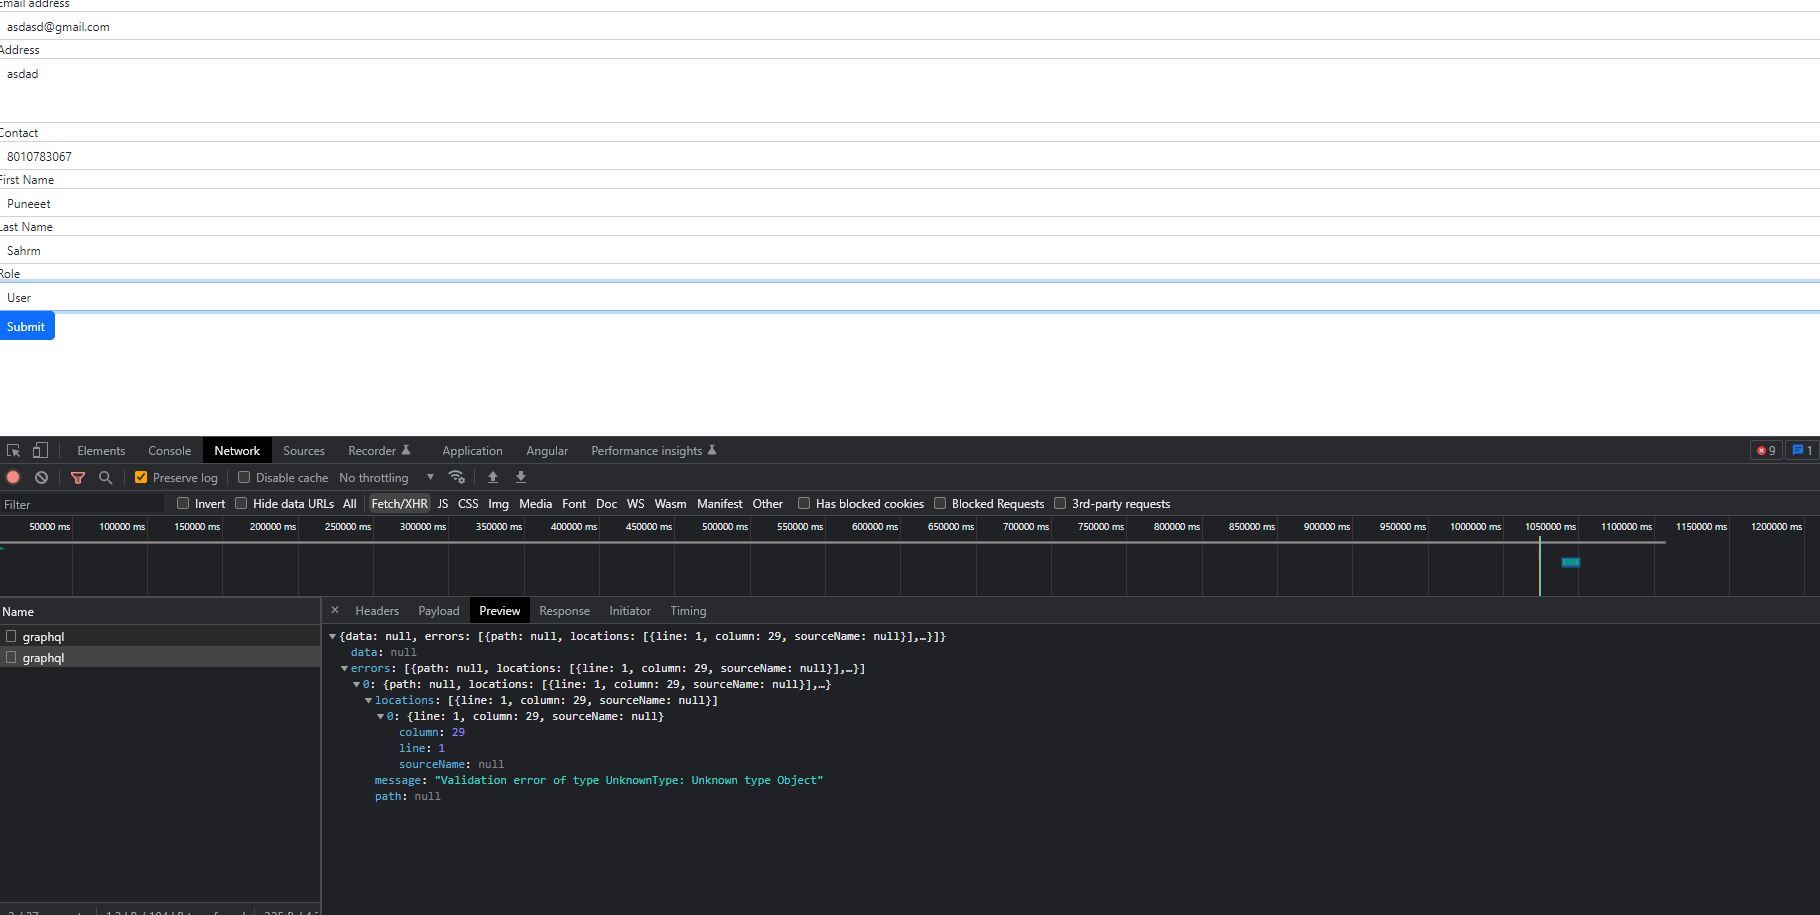 Email address
asdasd@gmail.com
Address
asdad
Contact
8010783067
First Name
Puneeet
Last Name
Sahrm
Role
User
Submit
Elements Console Network Sources Recorder Application Angular Performance insights 9 1
Preserve log Disable cache No throttling
Filter Invert Hide data URLs All Fetch/XHR JS CSS Img Media Font Doc WS Wasm Manifest Other Has blocked cookies Blocked Requests 3rd-party requests
50000 ms 100000 ms 150000 ms 200000 ms 250000 ms 300000 ms 350000 ms 400000 ms 450000 ms 500000 ms 550000 ms 600000 ms 650000 ms 700000 ms 750000 ms 800000 ms 850000 ms 900000 ms 950000 ms 1000000 ms 1050000 ms 1100000 ms 1150000 ms 1200000 ms
Name × Headers Payload Preview Response Initiator Timing
graphql
graphql
{data: null, errors: [{path: null, locations: [{line: 1, column: 29, sourceName: null}],…}]}
data: null
errors: [{path: null, locations: [{line: 1, column: 29, sourceName: null}],…}]
0: {path: null, locations: [{line: 1, column: 29, sourceName: null}],…}
locations: [{line: 1, column: 29, sourceName: null}]
0: {line: 1, column: 29, sourceName: null}
column: 29
line: 1
sourceName: null
message: "Validation error of type UnknownType: Unknown type Object"
path: null